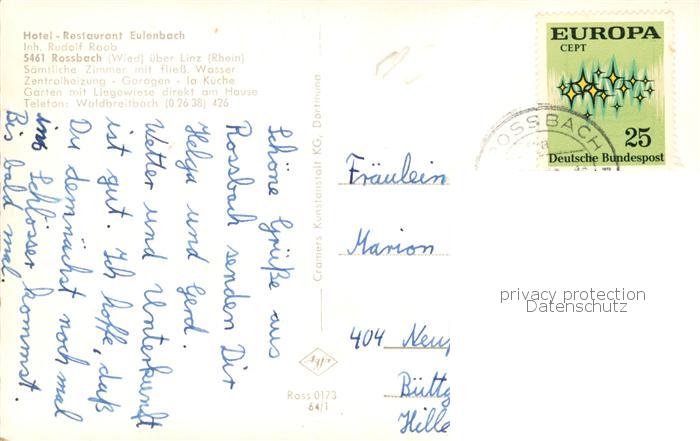 Hotel - Restaurant Eulenbach
Inh. Rudolf Raab
5461 Rossbach (Wied) über Linz (Rhein)
Sämtliche Zimmer mit fließ. Wasser
Zentralheizung - Garagen - la Küche
Garten mit Liegewiese direkt am Hause
Telefon: Waldbreitbach (0 26 38) 426
Schöne Grüße aus
Rossbach senden Dir
Helga und Gerd.
Wetter und Unterkunft
ist gut. Ich hoffe, daß
Du demnächst noch mal
ins Schlösser kommst.
Bis bald mal.
Cramers Kunstanstalt KG, Dortmund
Ross 0173
64/1
EUROPA
CEPT
25
Deutsche Bundespost
ROSSBACH
Fräulein
Marion
404 Neu
Büttg
Hille
privacy protection
Datenschutz